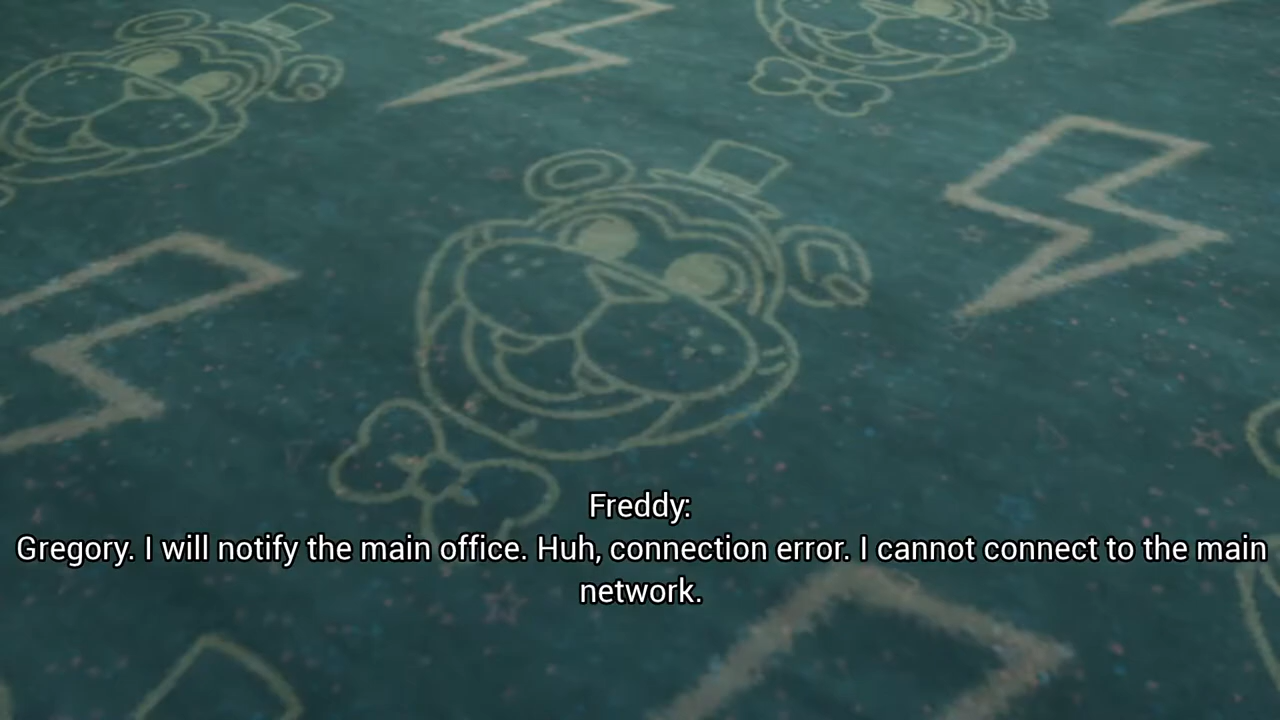 Freddy:
Gregory. I will notify the main office. Huh, connection error. I cannot connect to the main
network.